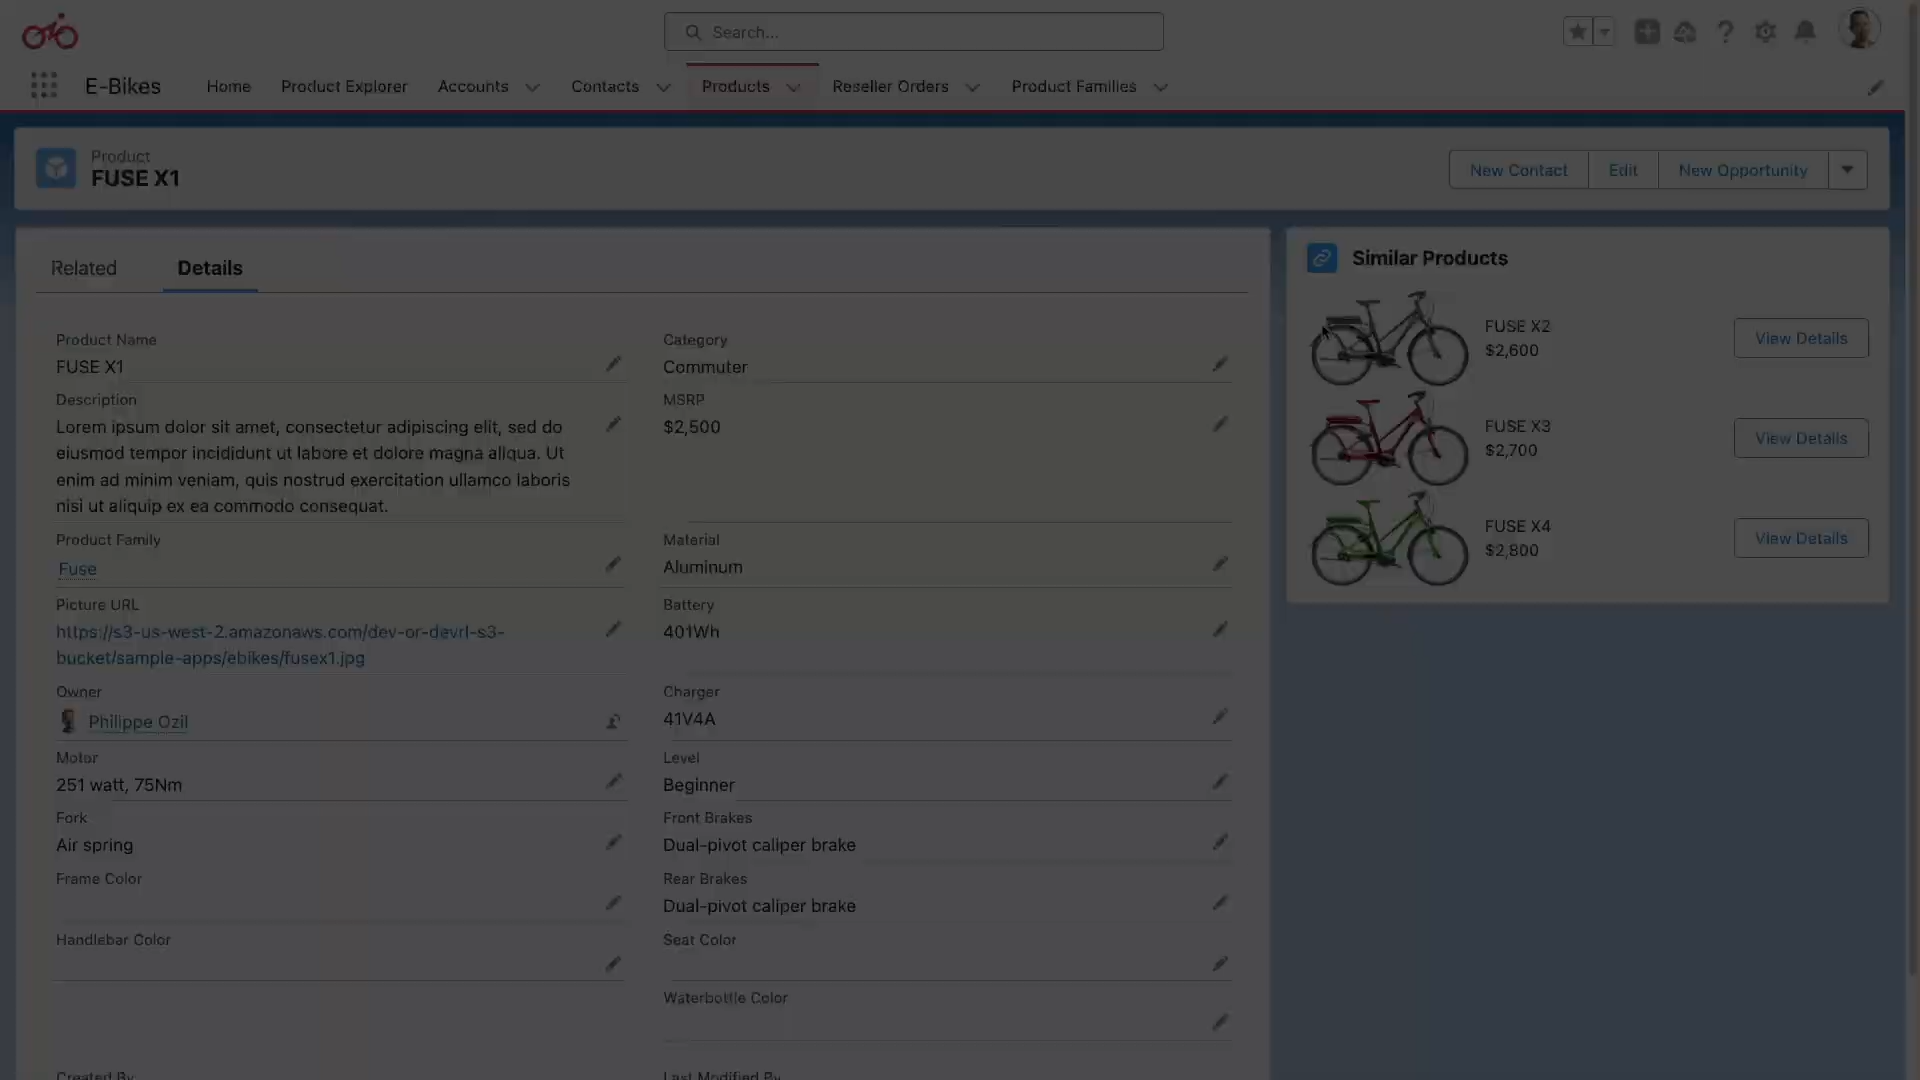 Search...
E-Bikes
Home
Product Explorer
Accounts
Contacts
Products
Reseller Orders
Product Families
Product
FUSE X1
New Contact
Edit
New Opportunity
Related
Details
Product Name
FUSE X1
Category
Commuter
Description
Lorem ipsum dolor sit amet, consectetur adipiscing elit, sed do
eiusmod tempor incididunt ut labore et dolore magna aliqua. Ut
enim ad minim veniam, quis nostrud exercitation ullamco laboris
nisi ut aliquip ex ea commodo consequat.
MSRP
$2,500
Product Family
Fuse
Material
Aluminum
Picture URL
https://s3-us-west-2.amazonaws.com/dev-or-devrl-s3-
bucket/sample-apps/ebikes/fusex1.jpg
Battery
401Wh
Owner
Philippe Ozil
Charger
41V4A
Motor
251 watt, 75Nm
Level
Beginner
Fork
Air spring
Front Brakes
Dual-pivot caliper brake
Frame Color
Rear Brakes
Dual-pivot caliper brake
Handlebar Color
Seat Color
Waterbottle Color
Created By
Last Modified By
Similar Products
FUSE X2
$2,600
View Details
FUSE X3
$2,700
View Details
FUSE X4
$2,800
View Details